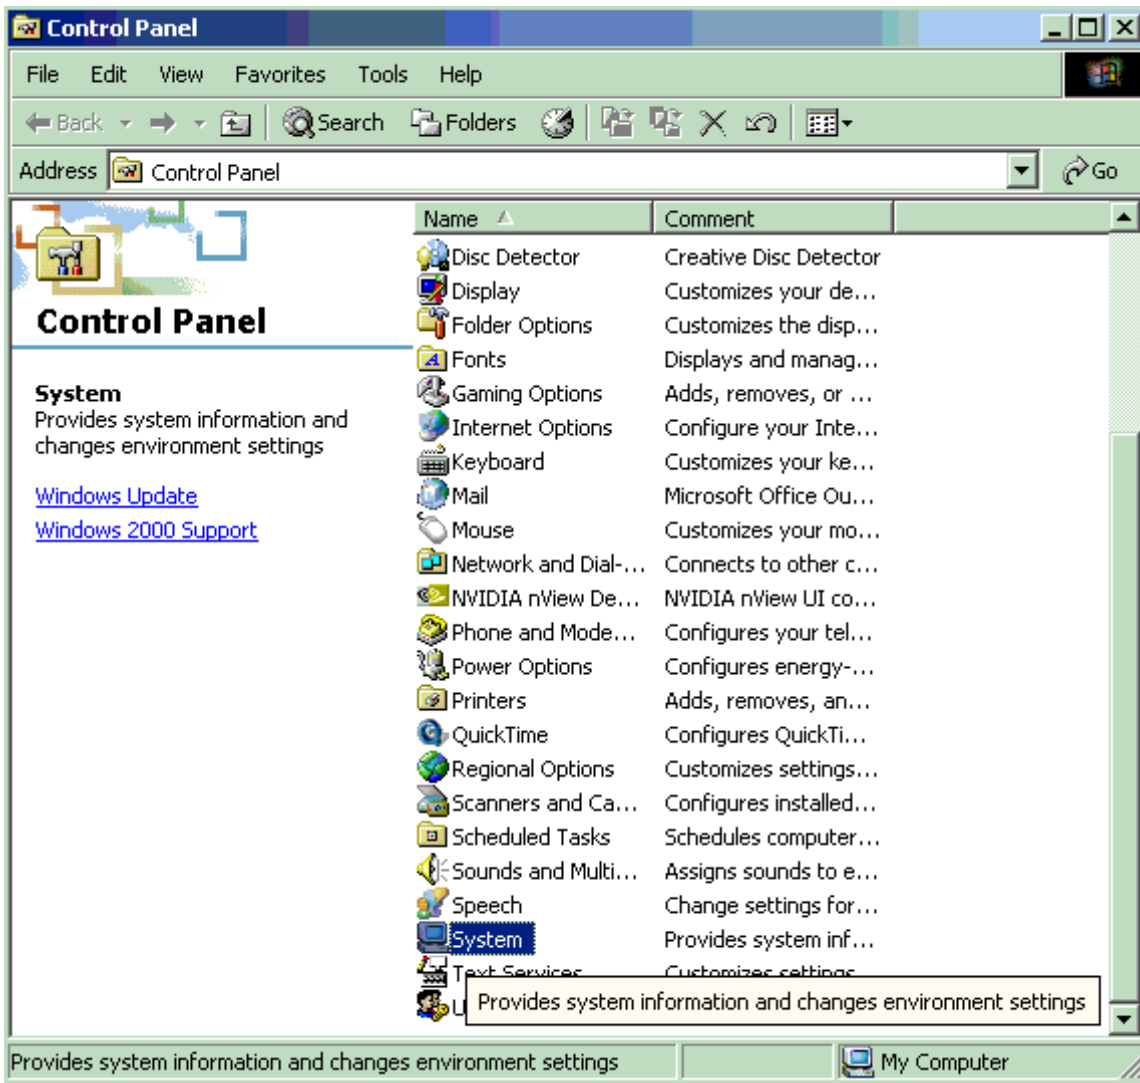 Control Panel
File Edit View Favorites Tools Help
Back Search Folders
Address Control Panel Go
Control Panel
System
Provides system information and
changes environment settings
Windows Update
Windows 2000 Support
Name Comment
Disc Detector Creative Disc Detector
Display Customizes your de...
Folder Options Customizes the disp...
Fonts Displays and manag...
Gaming Options Adds, removes, or ...
Internet Options Configure your Inte...
Keyboard Customizes your ke...
Mail Microsoft Office Ou...
Mouse Customizes your mo...
Network and Dial-... Connects to other c...
NVIDIA nView De... NVIDIA nView UI co...
Phone and Mode... Configures your tel...
Power Options Configures energy-...
Printers Adds, removes, an...
QuickTime Configures QuickTi...
Regional Options Customizes settings...
Scanners and Ca... Configures installed...
Scheduled Tasks Schedules computer...
Sounds and Multi... Assigns sounds to e...
Speech Change settings for...
System Provides system inf...
Text Services Customizes settings
Provides system information and changes environment settings
Provides system information and changes environment settings My Computer